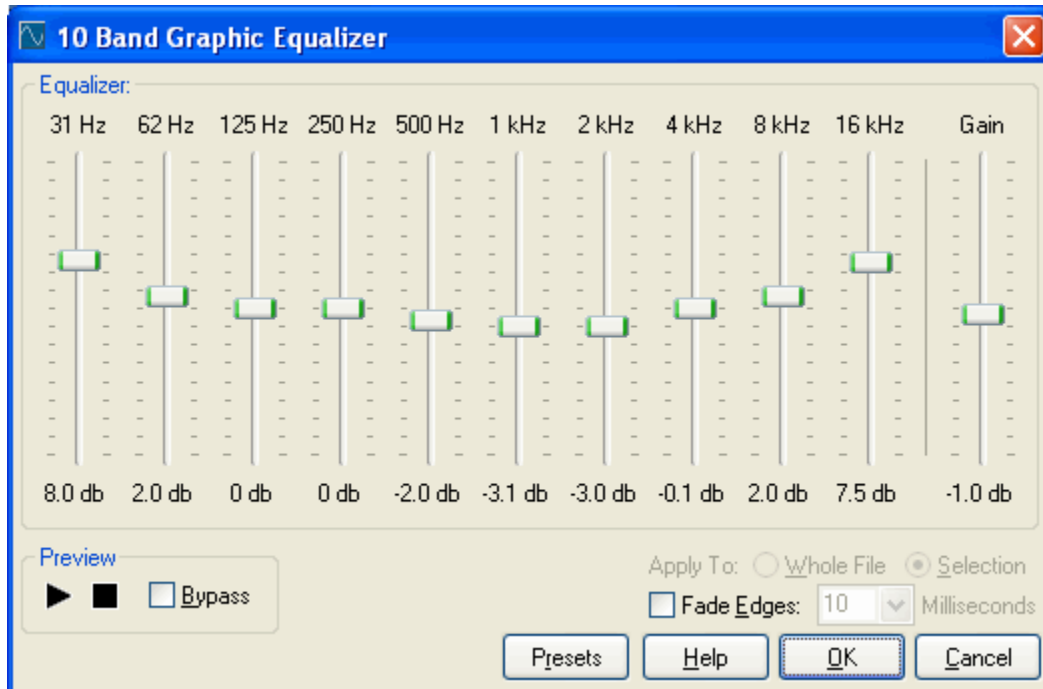 10 Band Graphic Equalizer
Equalizer:
31 Hz 62 Hz 125 Hz 250 Hz 500 Hz 1 kHz 2 kHz 4 kHz 8 kHz 16 kHz Gain
8.0 db 2.0 db 0 db 0 db -2.0 db -3.1 db -3.0 db -0.1 db 2.0 db 7.5 db -1.0 db
Preview
Bypass
Apply To: Whole File Selection
Fade Edges: 10 Milliseconds
Presets Help OK Cancel